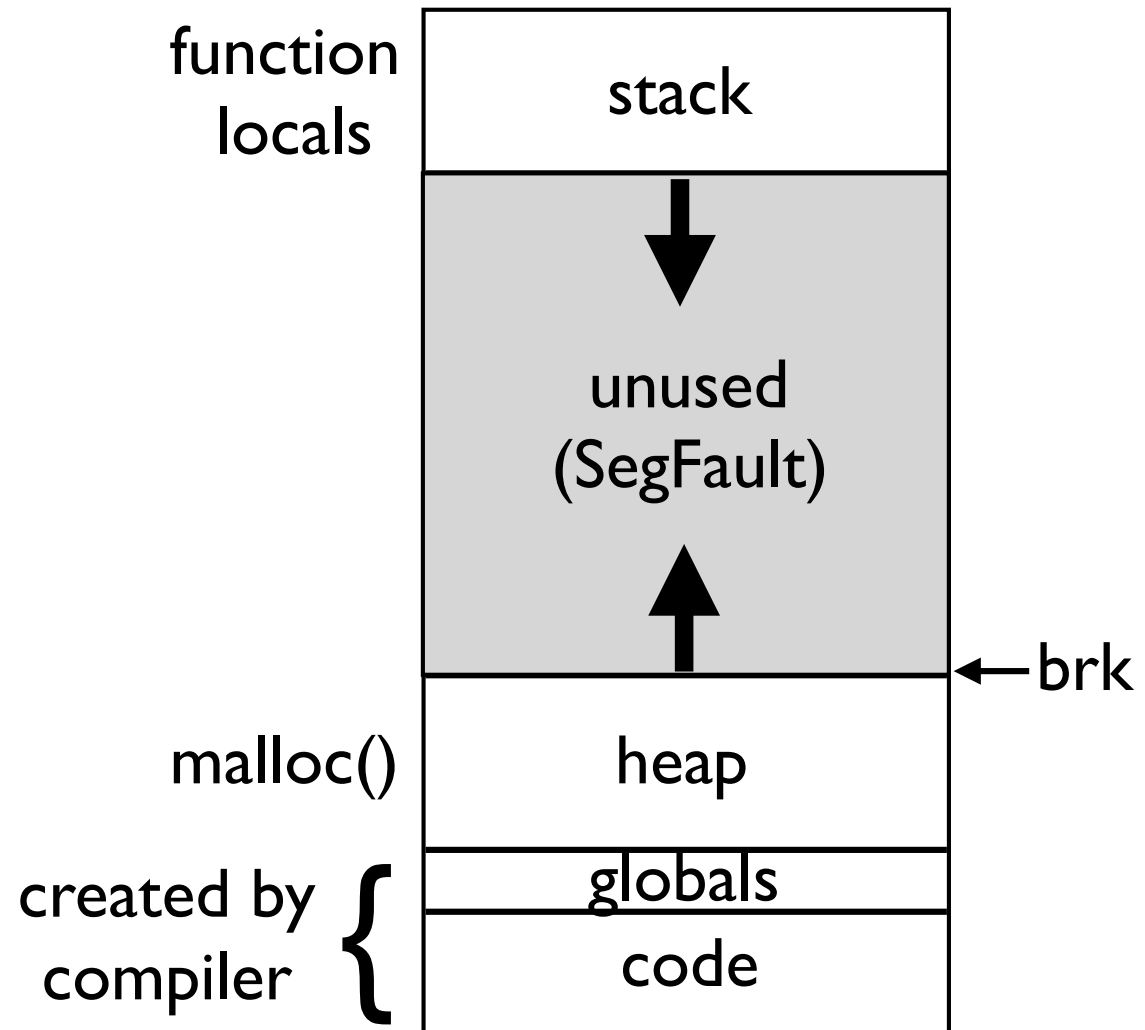 function
locals
stack
unused
(SegFault)
brk
malloc()
heap
created by
compiler
globals
code